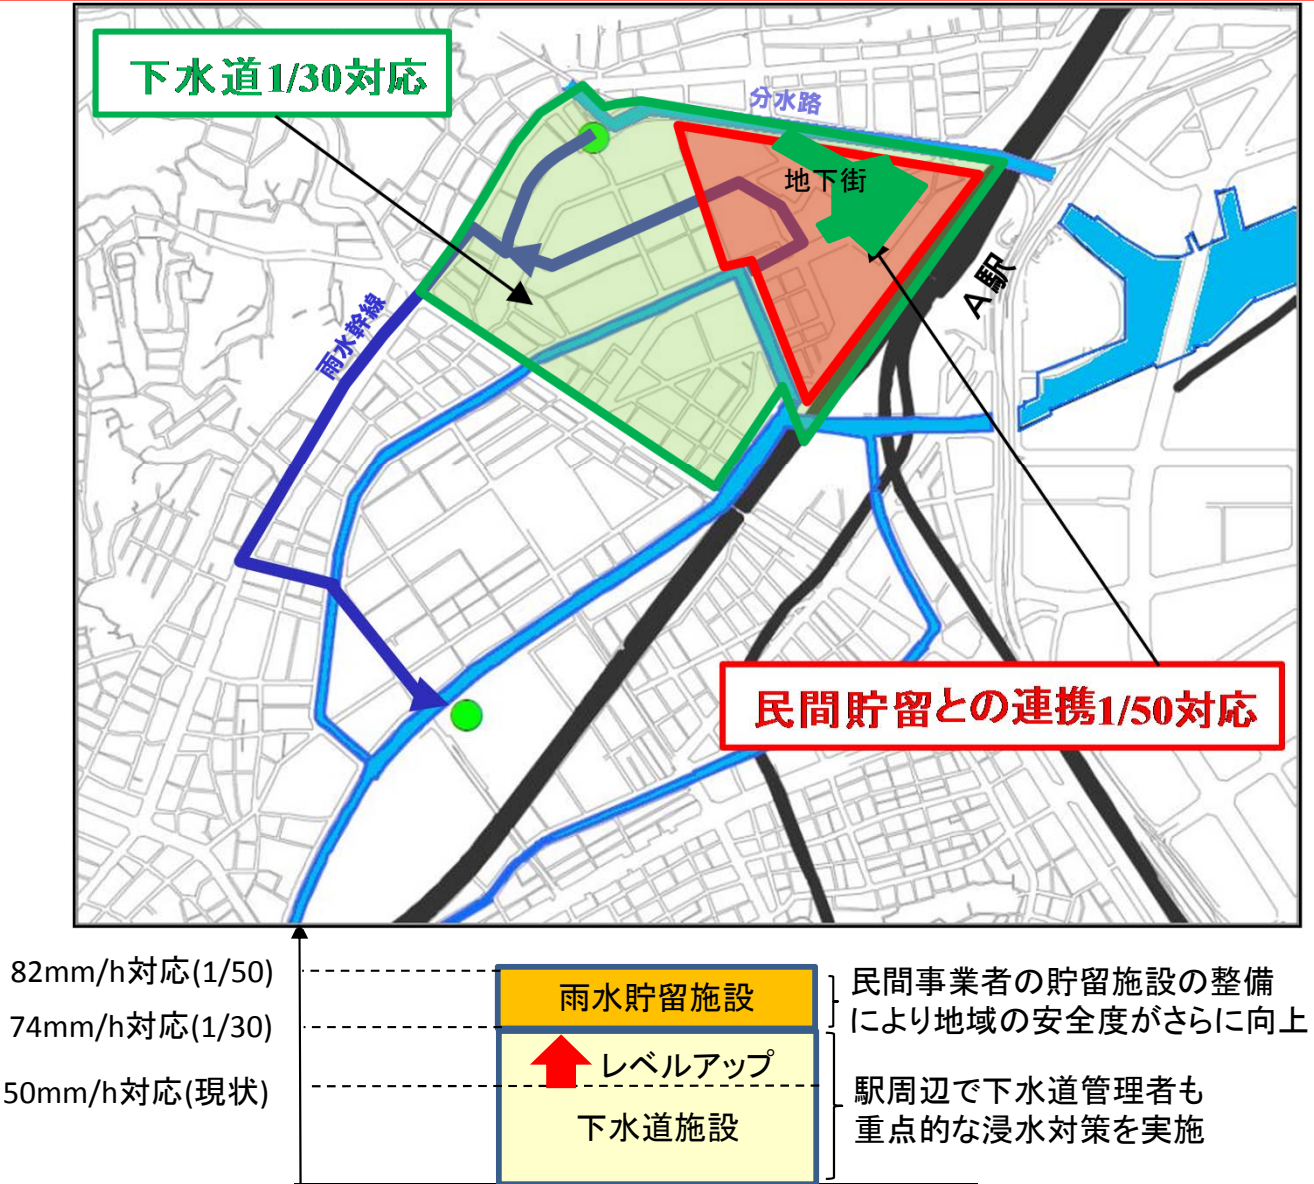 下水道1/30対応
分水路
地下街
A駅
雨水幹線
民間貯留との連携1/50対応
82mm/h対応(1/50)
74mm/h対応(1/30)
50mm/h対応(現状)
雨水貯留施設
レベルアップ
下水道施設
民間事業者の貯留施設の整備
により地域の安全度がさらに向上
駅周辺で下水道管理者も
重点的な浸水対策を実施